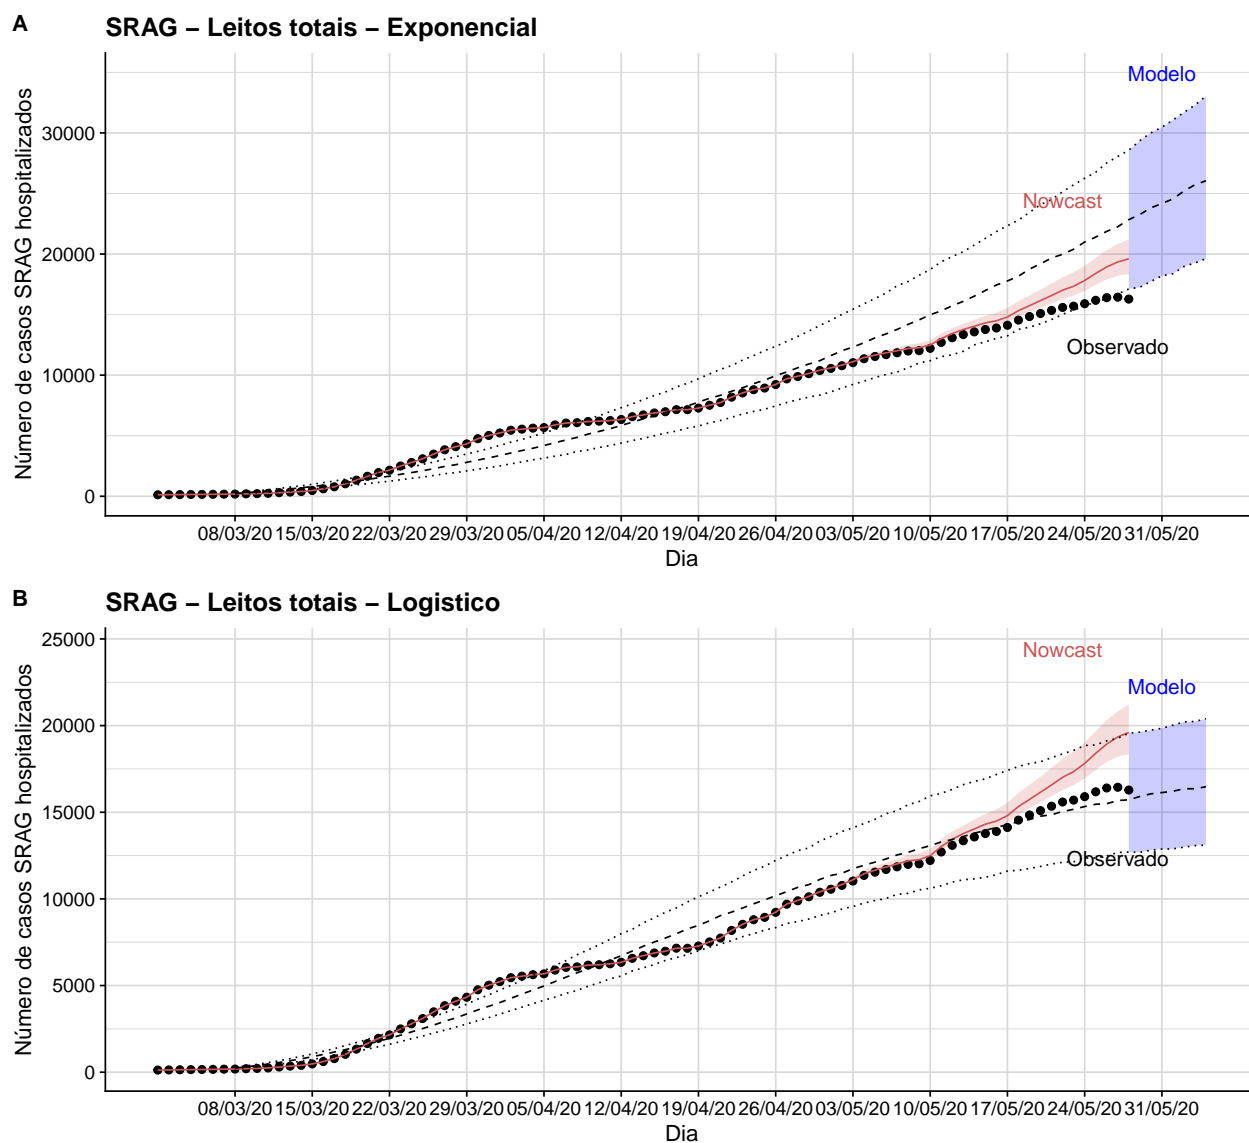 A
SRAG – Leitos totais – Exponencial
Número de casos SRAG hospitalizados
30000
20000
10000
0
Modelo
Nowcast
Observado
08/03/20 15/03/20 22/03/20 29/03/20 05/04/20 12/04/20 19/04/20 26/04/20 03/05/20 10/05/20 17/05/20 24/05/20 31/05/20
Dia
B
SRAG – Leitos totais – Logistico
Número de casos SRAG hospitalizados
25000
20000
15000
10000
5000
0
Nowcast
Modelo
Observado
08/03/20 15/03/20 22/03/20 29/03/20 05/04/20 12/04/20 19/04/20 26/04/20 03/05/20 10/05/20 17/05/20 24/05/20 31/05/20
Dia